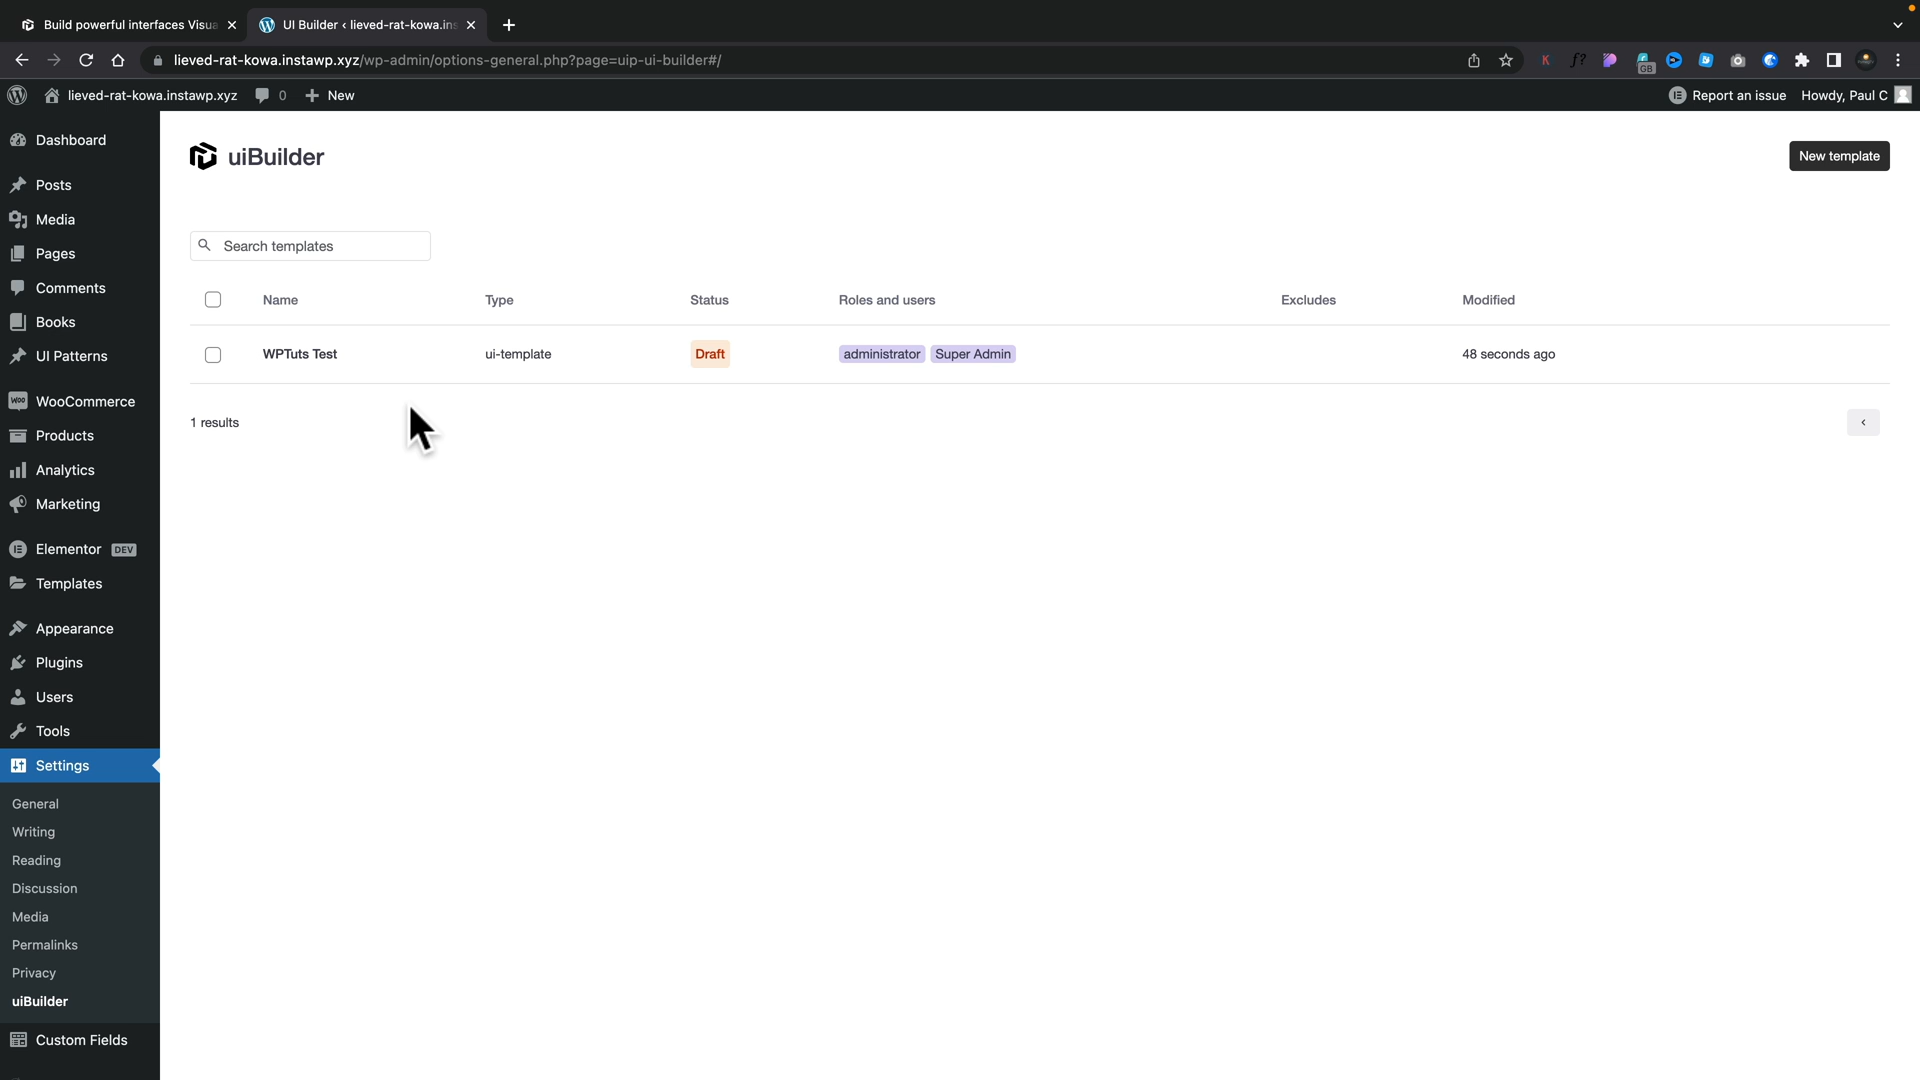 Build powerful interfaces Visua
UI Builder < lieved-rat-kowa.ins
lieved-rat-kowa.instawp.xyz/wp-admin/options-general.php?page=uip-ui-builder#/
K
f?
GB
lieved-rat-kowa.instawp.xyz
0
New
Report an issue
Howdy, Paul C
Dashboard
Posts
Media
Pages
Comments
Books
UI Patterns
WooCommerce
Products
Analytics
Marketing
Elementor DEV
Templates
Appearance
Plugins
Users
Tools
Settings
General
Writing
Reading
Discussion
Media
Permalinks
Privacy
uiBuilder
Custom Fields
uiBuilder
New template
Search templates
Name Type Status Roles and users Excludes Modified
WPTuts Test ui-template Draft administrator Super Admin 48 seconds ago
1 results